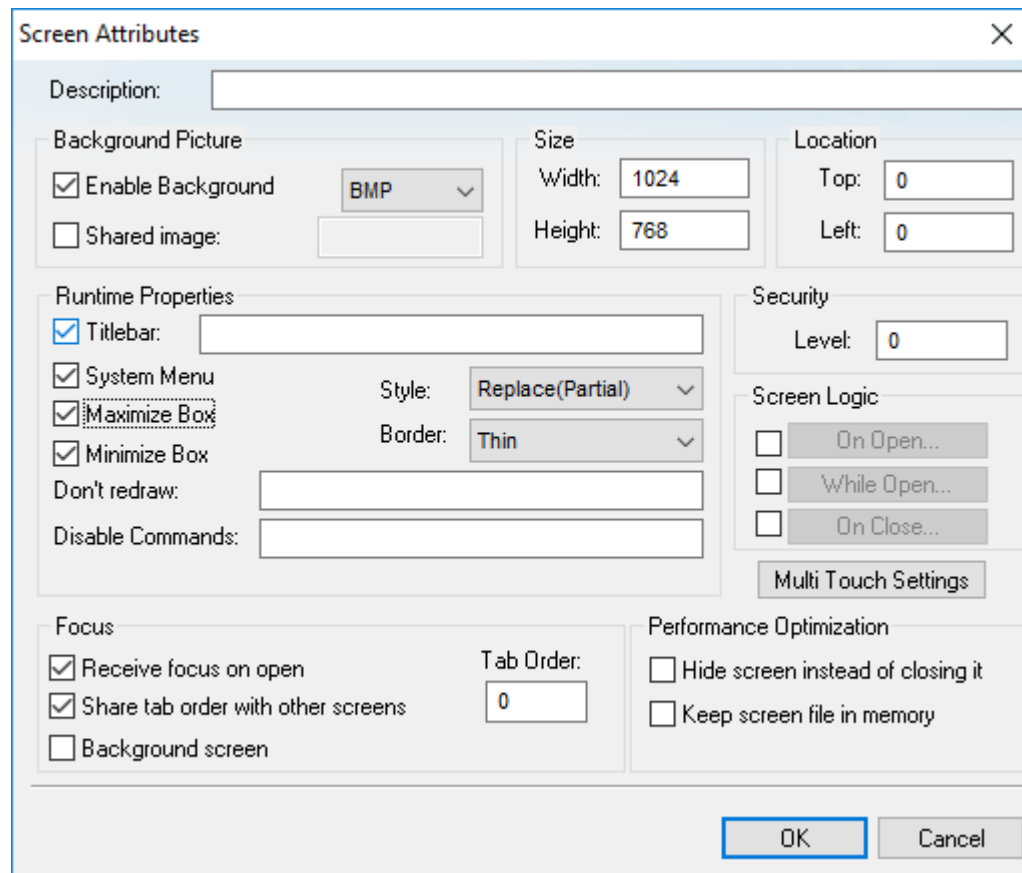 Screen Attributes
Description:
Background Picture
Enable Background
BMP
Shared image:
Size
Width: 1024
Height: 768
Location
Top: 0
Left: 0
Runtime Properties
Titlebar:
System Menu
Maximize Box
Minimize Box
Style: Replace(Partial)
Border: Thin
Don't redraw:
Disable Commands:
Security
Level: 0
Screen Logic
On Open...
While Open...
On Close...
Multi Touch Settings
Focus
Receive focus on open
Share tab order with other screens
Background screen
Tab Order:
0
Performance Optimization
Hide screen instead of closing it
Keep screen file in memory
OK
Cancel